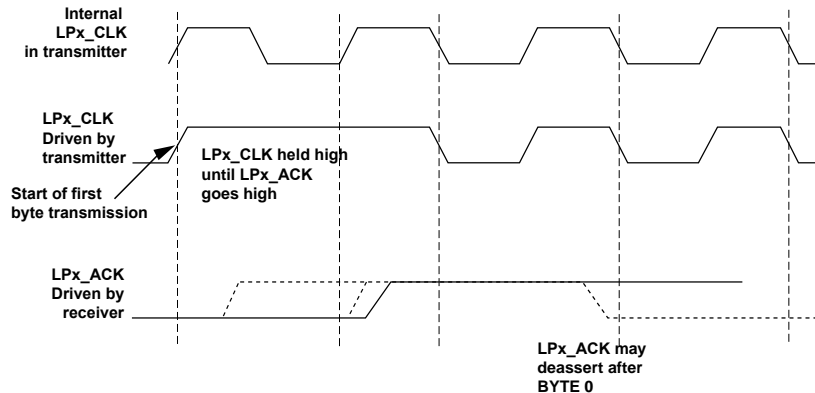 Internal
LPx_CLK
in transmitter
LPx_CLK
Driven by
transmitter
LPx_CLK held high
until LPx_ACK
goes high
Start of first
byte transmission
LPx_ACK
Driven by
receiver
LPx_ACK may
deassert after
BYTE 0